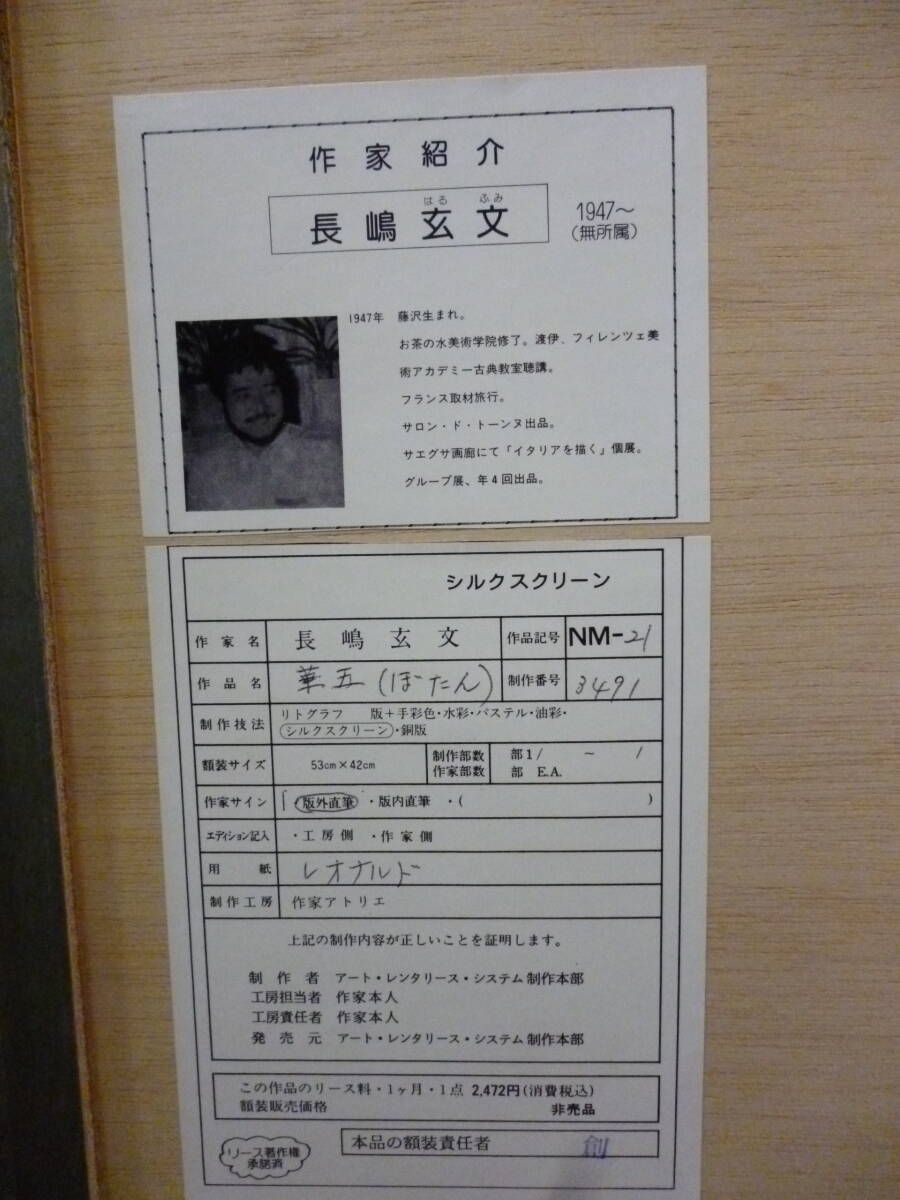 作家紹介
はる ふみ
長嶋玄文
1947～
(無所属)
1947年 藤沢生まれ。
お茶の水美術学院修了。渡伊、フィレンツェ美
術アカデミー古典教室聴講。
フランス取材旅行。
サロン・ド・トーンヌ出品。
サエグサ画廊にて「イタリアを描く」個展。
グループ展、年4回出品。
シルクスクリーン
作家名 長嶋玄文 作品記号 NM-21
作品名 華五(ぼたん) 制作番号 3491
制作技法 リトグラフ 版＋手彩色・水彩・パステル・油彩・
シルクスクリーン・銅版
額装サイズ 53cm×42cm 制作部数 部1/ ～ /
作家部数 部 E.A.
作家サイン 版外直筆・版内直筆・( )
エディション記入 ・工房側 ・作家側
用紙 レオナルド
制作工房 作家アトリエ
上記の制作内容が正しいことを証明します。
制作者 アート・レンタリース・システム制作本部
工房担当者 作家本人
工房責任者 作家本人
発売元 アート・レンタリース・システム制作本部
この作品のリース料・1ヶ月・1点 2,472円(消費税込)
額装販売価格 非売品
リース著作権
承諾済
本品の額装責任者 創